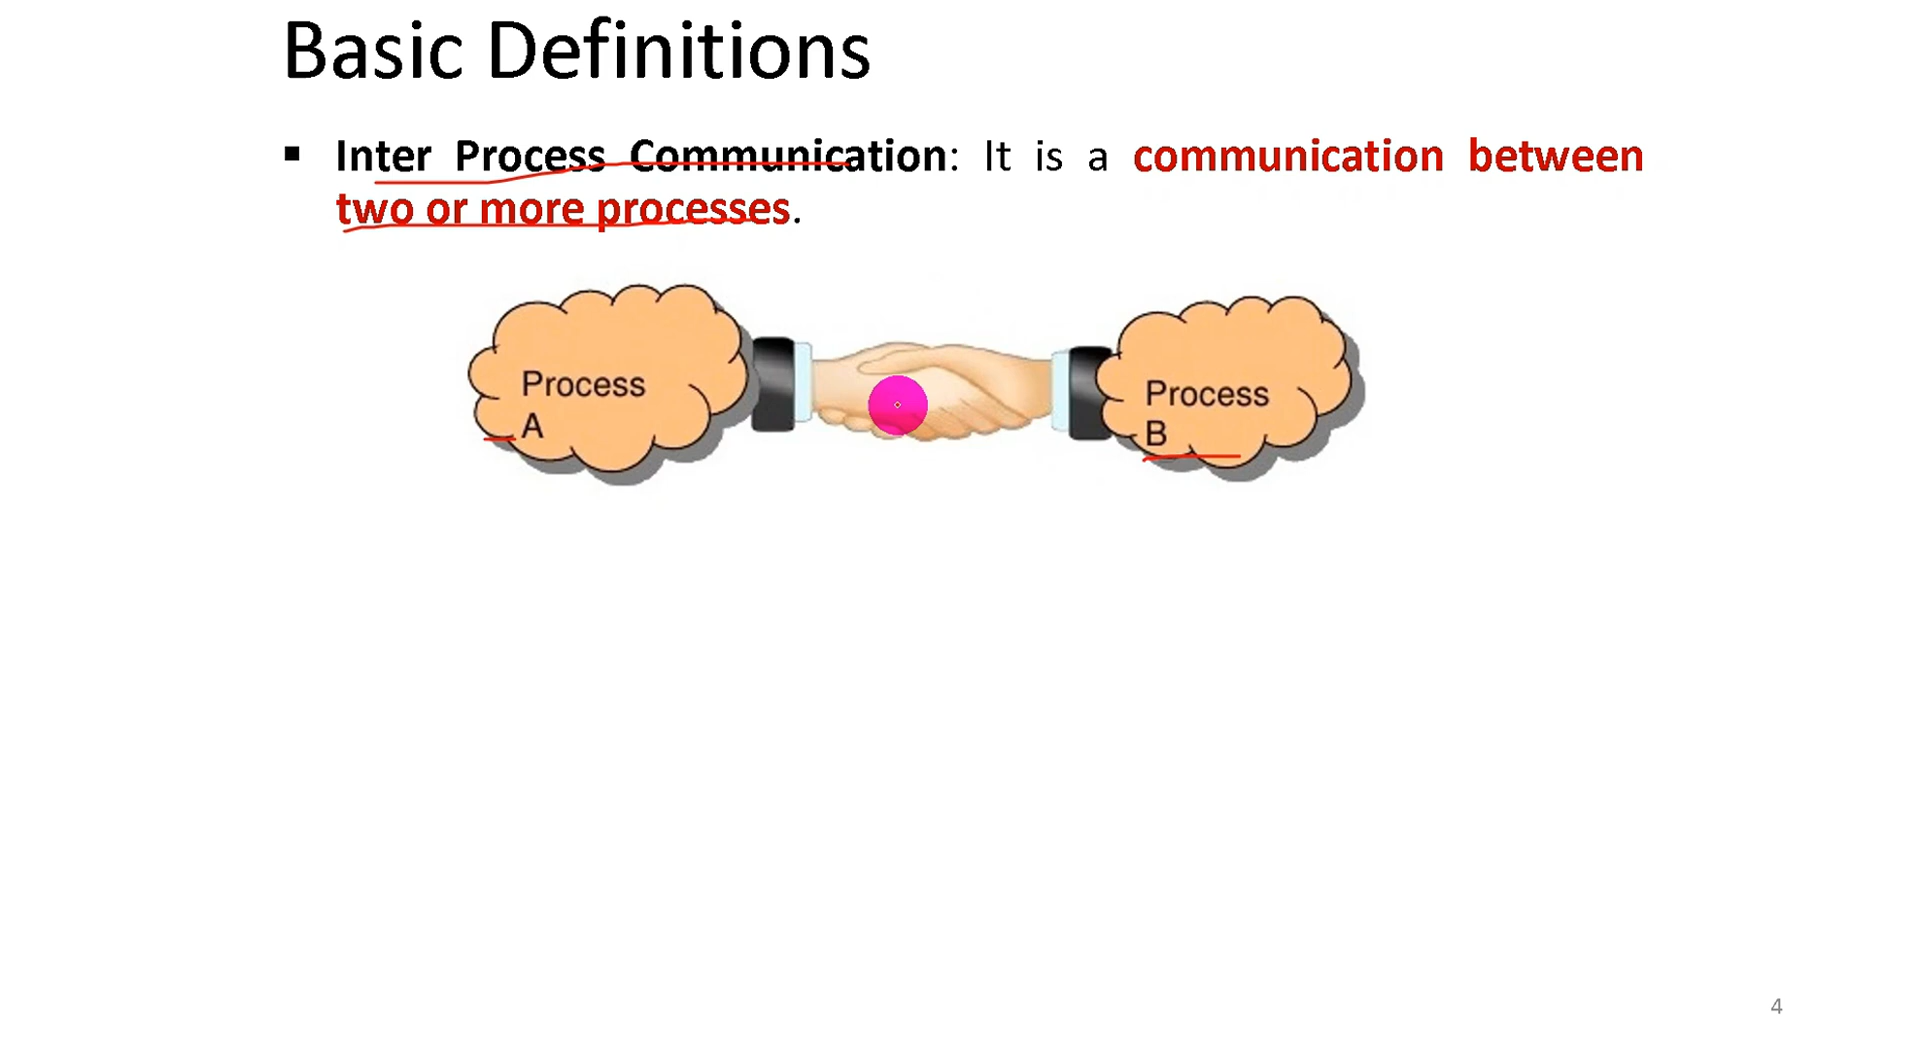 Basic Definitions
▪ Inter Process Communication: It is a communication between
two or more processes.
Process
A
Process
B
4